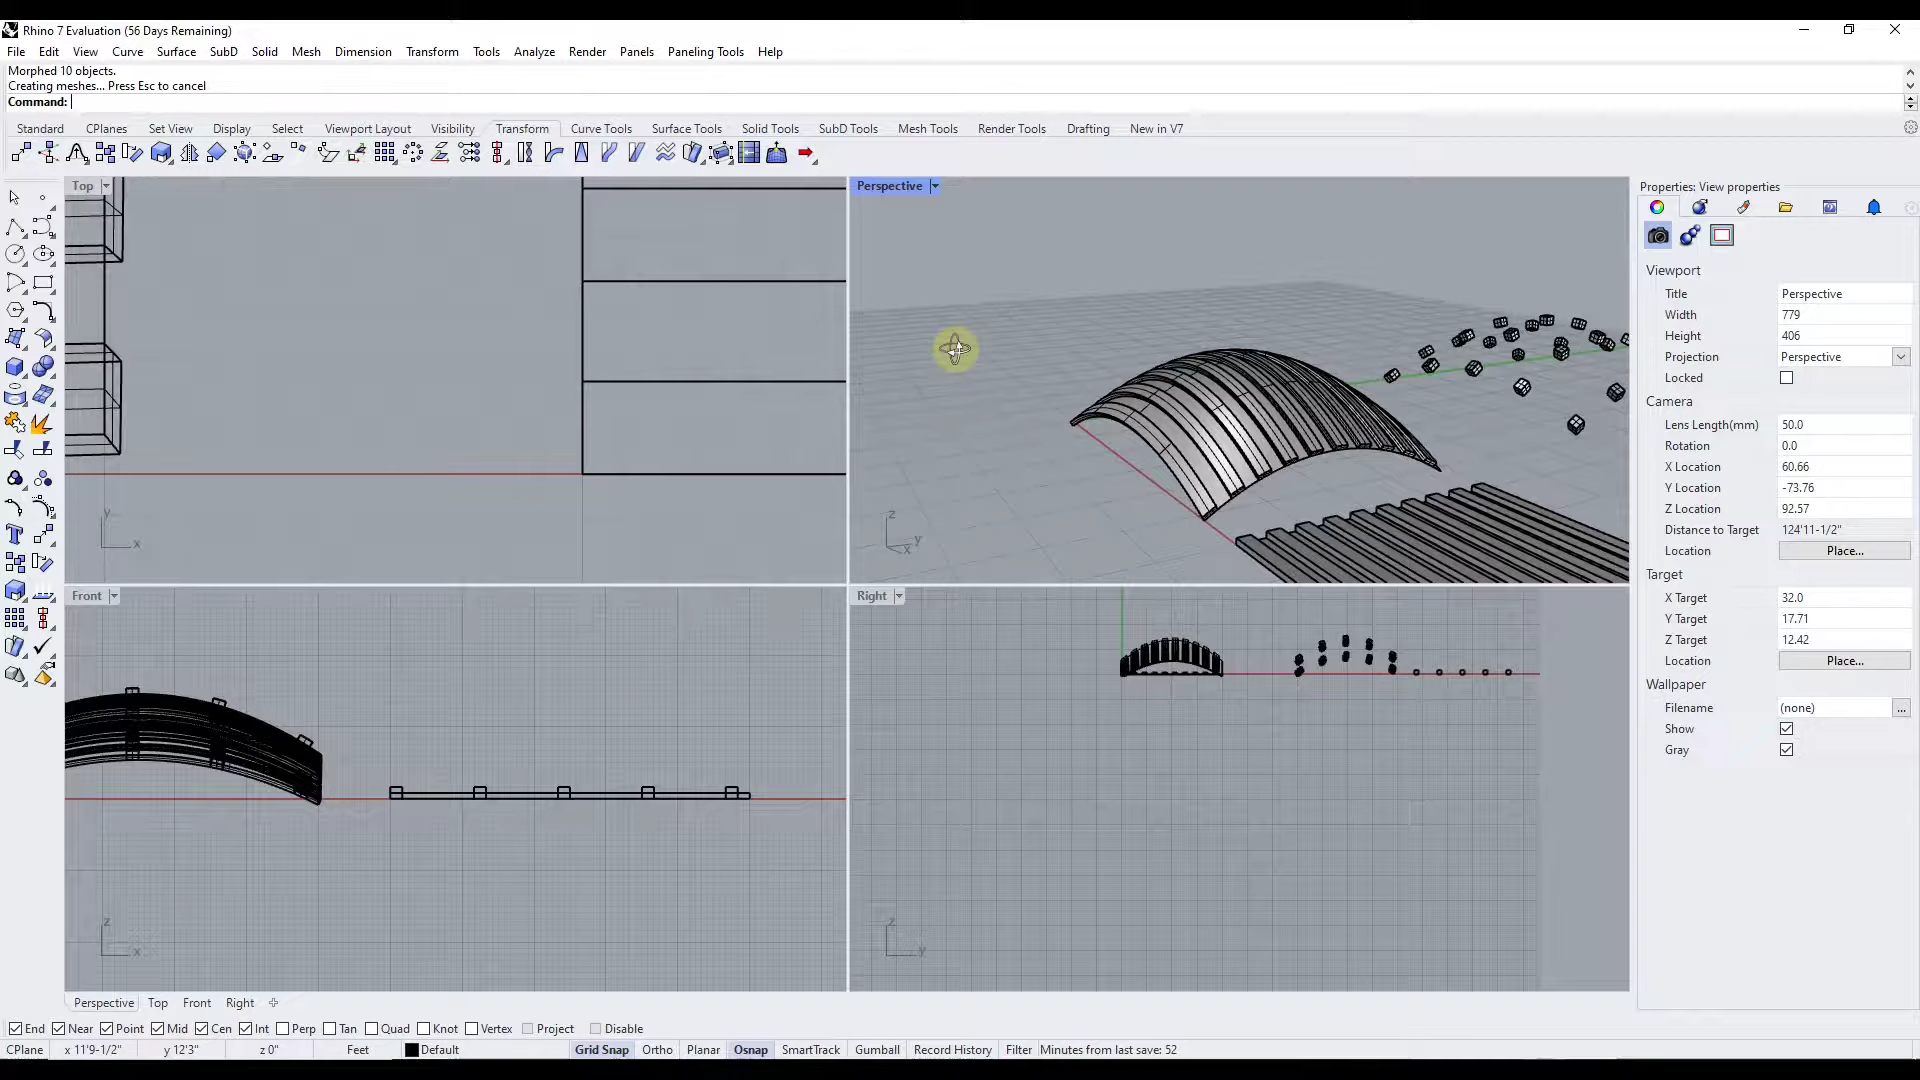 Rhino 7 Evaluation (56 Days Remaining)
File Edit View Curve Surface SubD Solid Mesh Dimension Transform Tools Analyze Render Panels Paneling Tools Help
Morphed 10 objects.
Creating meshes... Press Esc to cancel
Command:
Standard CPlanes Set View Display Select Viewport Layout Visibility Transform Curve Tools Surface Tools Solid Tools SubD Tools Mesh Tools Render Tools Drafting New in V7
Top
y
x
Perspective
z
y
x
Front
z
x
Right
z
y
Properties: View properties
Viewport
Title Perspective
Width 779
Height 406
Projection Perspective
Locked
Camera
Lens Length(mm) 50.0
Rotation 0.0
X Location 60.66
Y Location -73.76
Z Location 92.57
Distance to Target 124'11-1/2"
Location Place...
Target
X Target 32.0
Y Target 17.71
Z Target 12.42
Location Place...
Wallpaper
Filename (none) ...
Show
Gray
Perspective Top Front Right
End Near Point Mid Cen Int Perp Tan Quad Knot Vertex Project Disable
CPlane x 11'9-1/2" y 12'3" z 0" Feet Default Grid Snap Ortho Planar Osnap SmartTrack Gumball Record History Filter Minutes from last save: 52